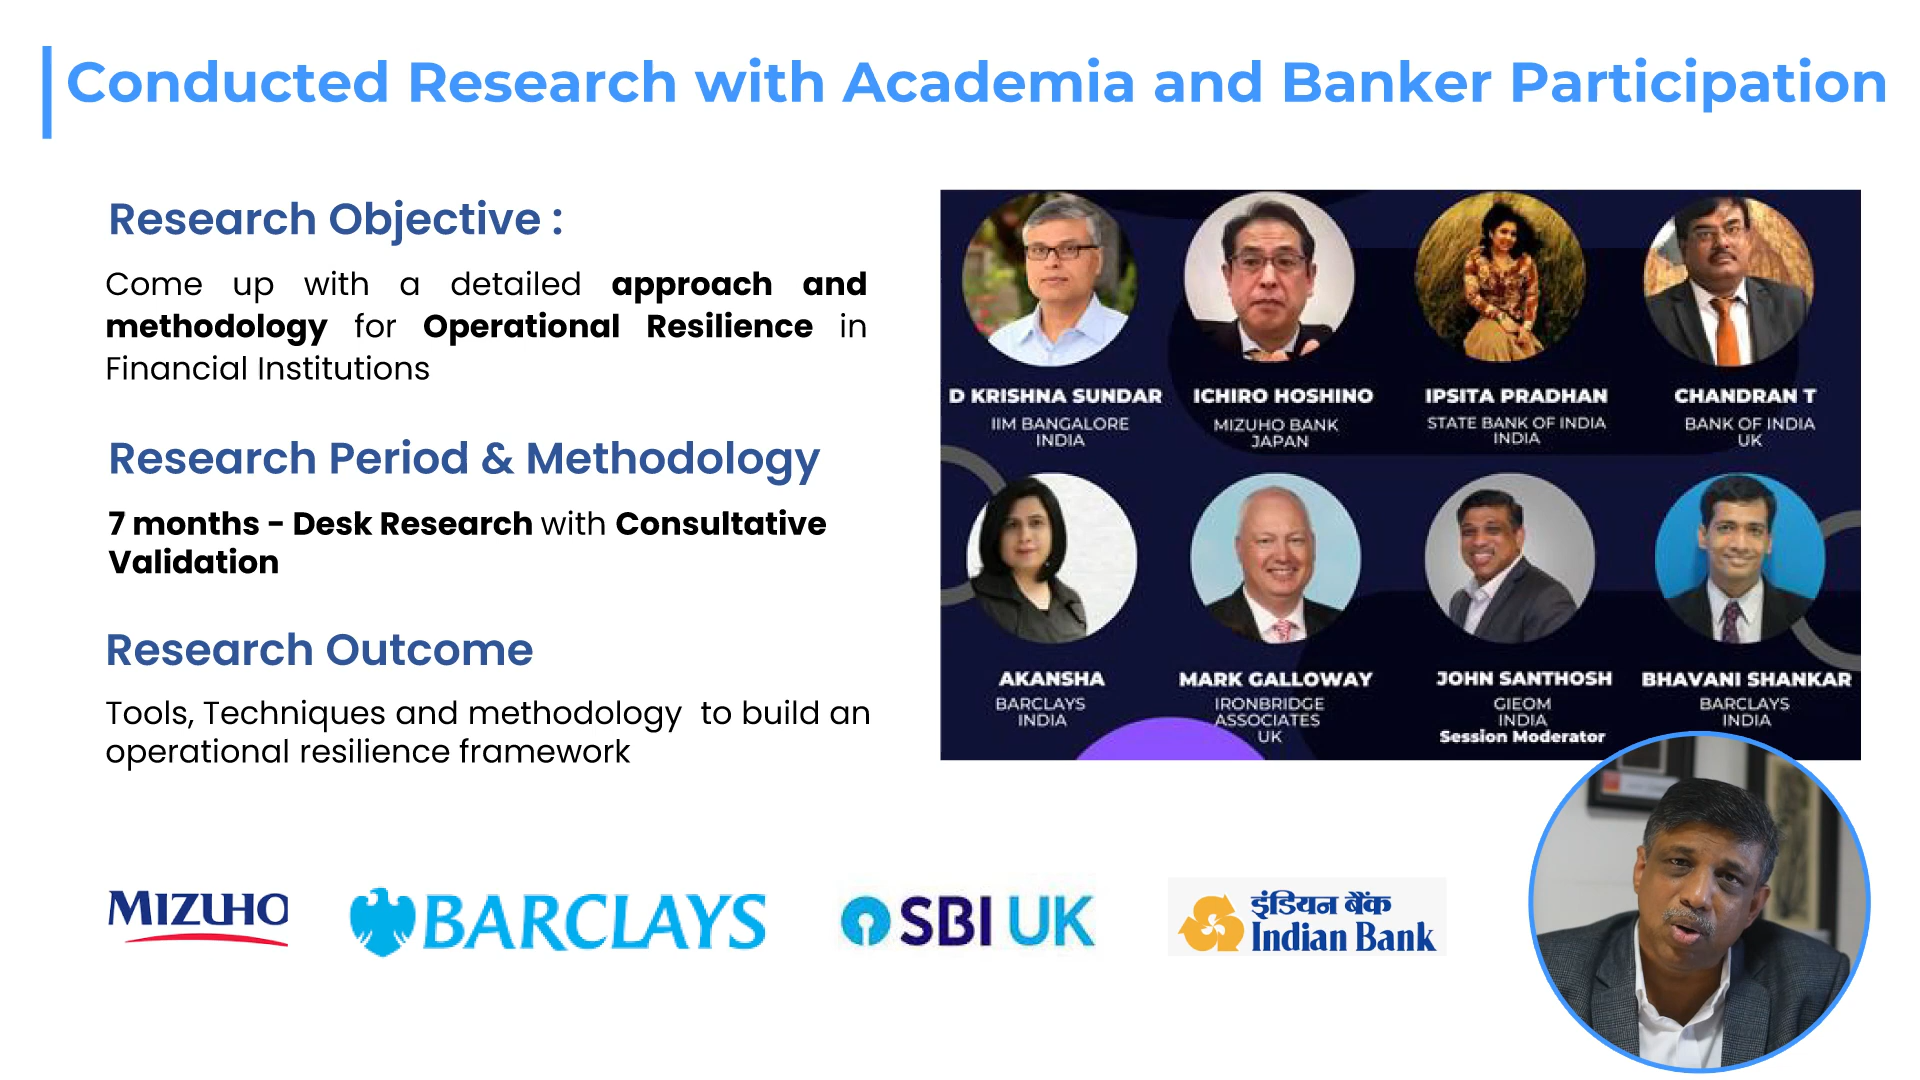 Conducted Research with Academia and Banker Participation
Research Objective :
Come up with a detailed approach and
methodology for Operational Resilience in
Financial Institutions
Research Period & Methodology
7 months - Desk Research with Consultative
Validation
Research Outcome
Tools, Techniques and methodology to build an
operational resilience framework
D KRISHNA SUNDAR
IIM BANGALORE
INDIA
ICHIRO HOSHINO
MIZUHO BANK
JAPAN
IPSITA PRADHAN
STATE BANK OF INDIA
INDIA
CHANDRAN T
BANK OF INDIA
UK
AKANSHA
BARCLAYS
INDIA
MARK GALLOWAY
IRONBRIDGE
ASSOCIATES
UK
JOHN SANTHOSH
GIEOM
INDIA
Session Moderator
BHAVANI SHANKAR
BARCLAYS
INDIA
MIZUHO
BARCLAYS
SBI UK
इंडियन बैंक
Indian Bank